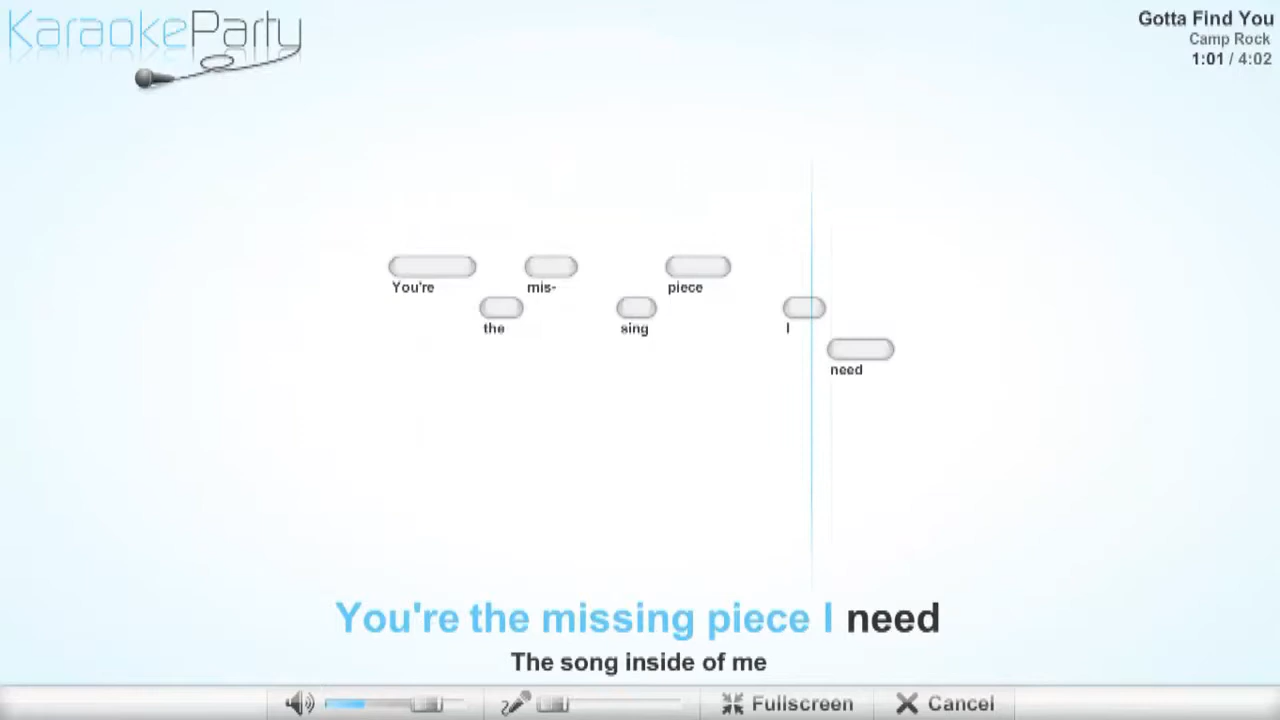 KaraokeParty
Gotta Find You
Camp Rock
1:01 / 4:02
You're
mis-
piece
the
sing
I
need
You're the missing piece I need
The song inside of me
Fullscreen
Cancel